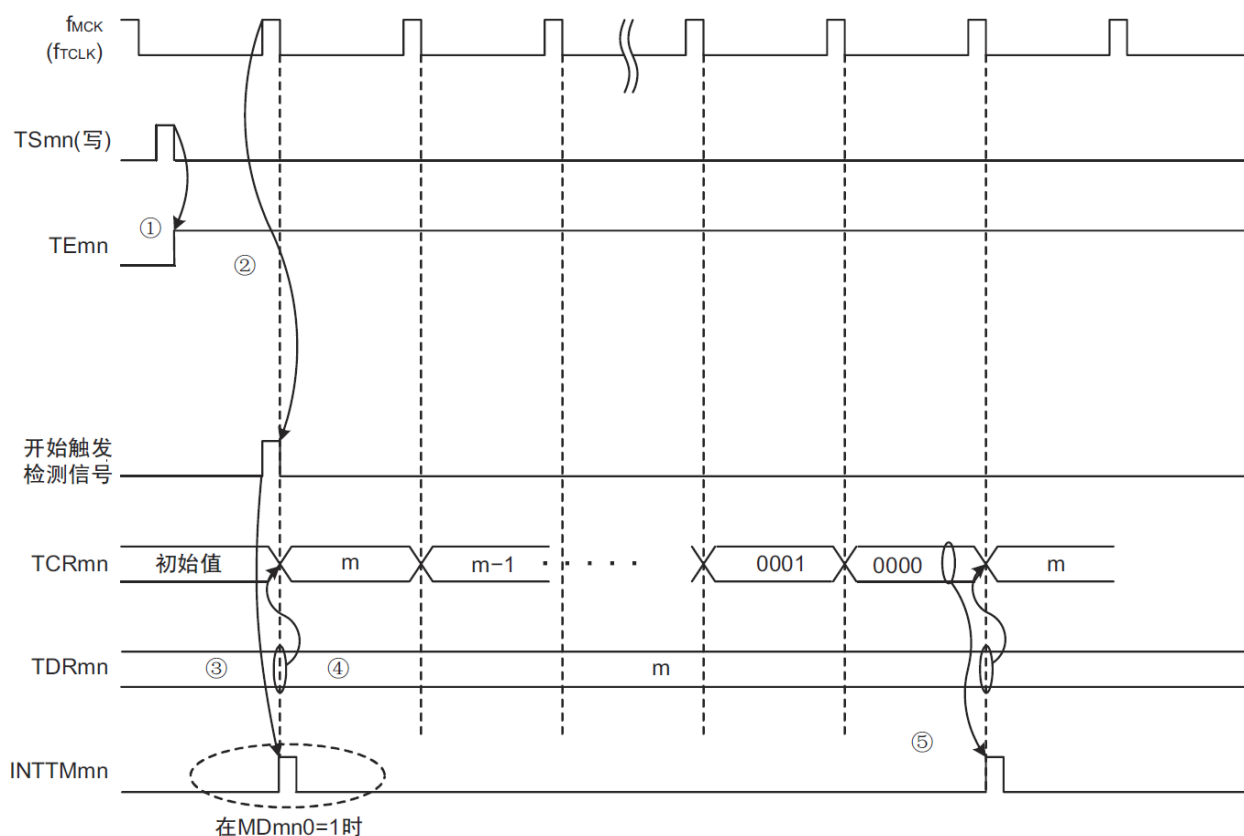 fMCK
(fTCLK)
TSmn(写)
①
TEmn
②
开始触发
检测信号
TCRmn 初始值 m m−1 ····· 0001 0000 m
TDRmn ③ ④ m
⑤
INTTMmn
在MDmn0=1时